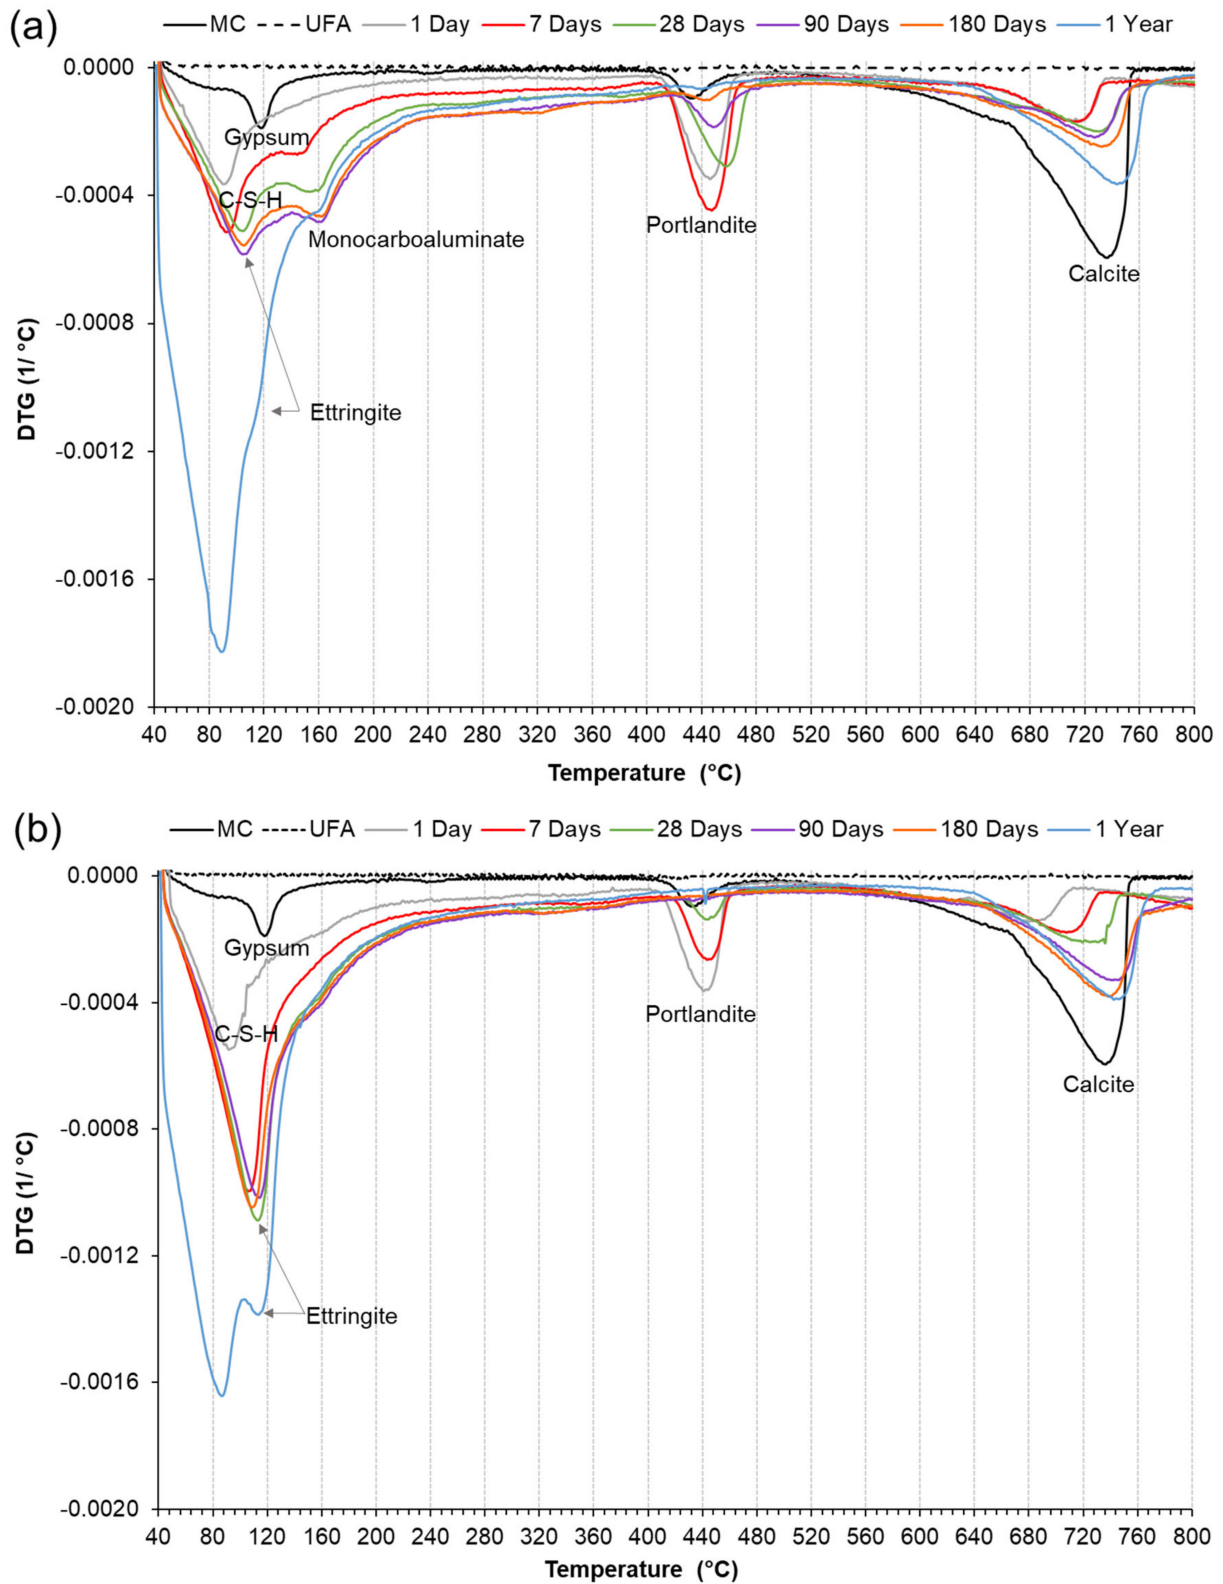 (a)
MC UFA 1 Day 7 Days 28 Days 90 Days 180 Days 1 Year
0.0000
-0.0004
-0.0008
-0.0012
-0.0016
-0.0020
DTG (1/ °C)
Gypsum
C-S-H
Monocarboaluminate
Ettringite
Portlandite
Calcite
40 80 120 160 200 240 280 320 360 400 440 480 520 560 600 640 680 720 760 800
Temperature (°C)
(b)
MC UFA 1 Day 7 Days 28 Days 90 Days 180 Days 1 Year
0.0000
-0.0004
-0.0008
-0.0012
-0.0016
-0.0020
DTG (1/ °C)
Gypsum
C-S-H
Ettringite
Portlandite
Calcite
40 80 120 160 200 240 280 320 360 400 440 480 520 560 600 640 680 720 760 800
Temperature (°C)